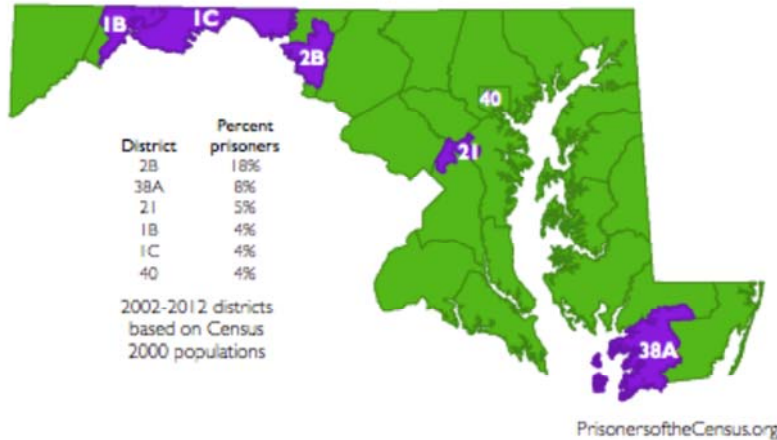 1B
1C
2B
40
21
38A
District Percent prisoners
2B 18%
38A 8%
21 5%
1B 4%
1C 4%
40 4%
2002-2012 districts
based on Census
2000 populations
PrisonersoftheCensus.org